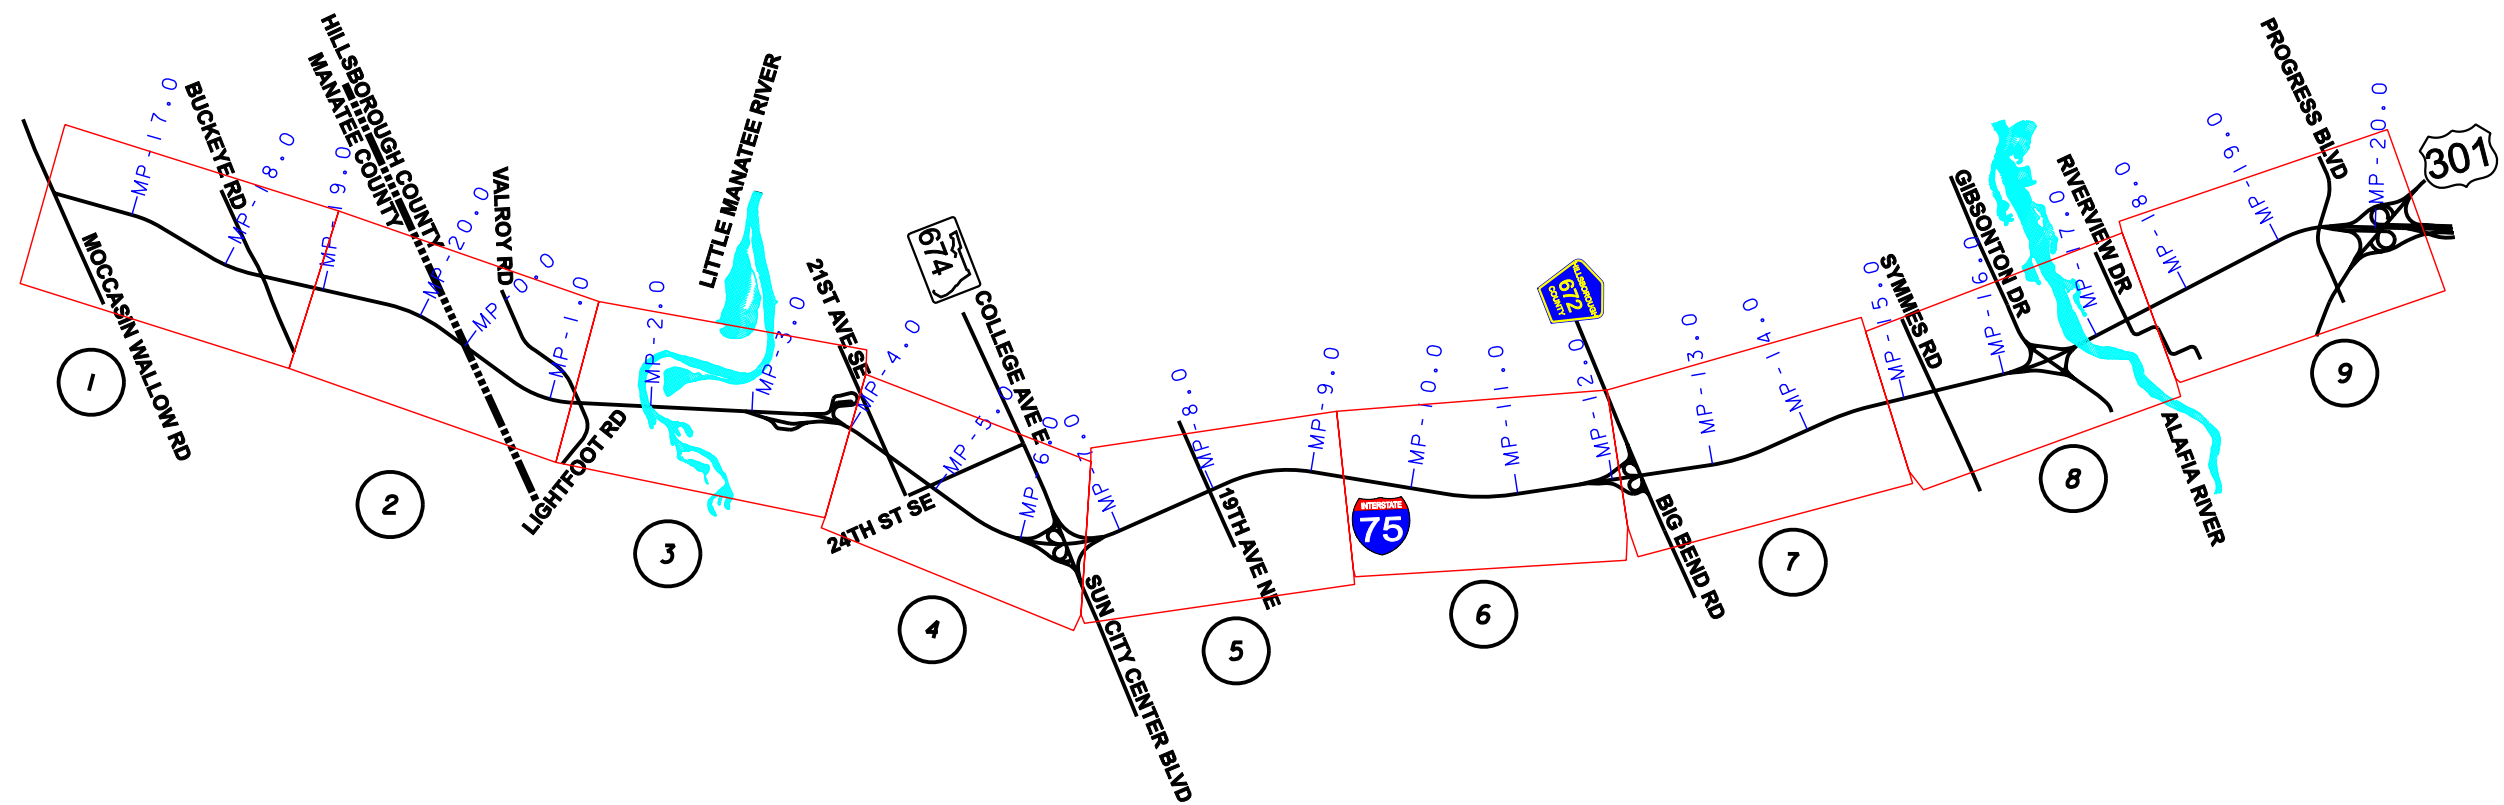 MOCCASIN WALLOW RD
1
MP-17.0
BUCKEYE RD
MP-18.0
HILLSBOROUGH COUNTY
MANATEE COUNTY
MP-19.0
2
MP-20.0
VALROY RD
MP-0.0
MP-1.0
LIGHTFOOT RD
LITTLE MANATEE RIVER
MP-2.0
3
MP-3.0
21ST AVE SE
MP-4.0
24TH ST SE
674
MP-5.0
COLLEGE AVE E
4
MP-6.0
MP-7.0
SUN CITY CENTER BLVD
MP-8.0
19TH AVE NE
5
MP-9.0
INTERSTATE
75
MP-10.0
6
MP-11.0
HILLSBOROUGH
672
COUNTY
MP-12.0
BIG BEND RD
MP-13.0
7
MP-14.0
MP-15.0
SYMMES RD
MP-16.0
GIBSONTON DR
8
MP-17.0
RIVERVIEW DR
ALAFIA RIVER
MP-18.0
MP-19.0
PROGRESS BLVD
9
MP-20.0
301